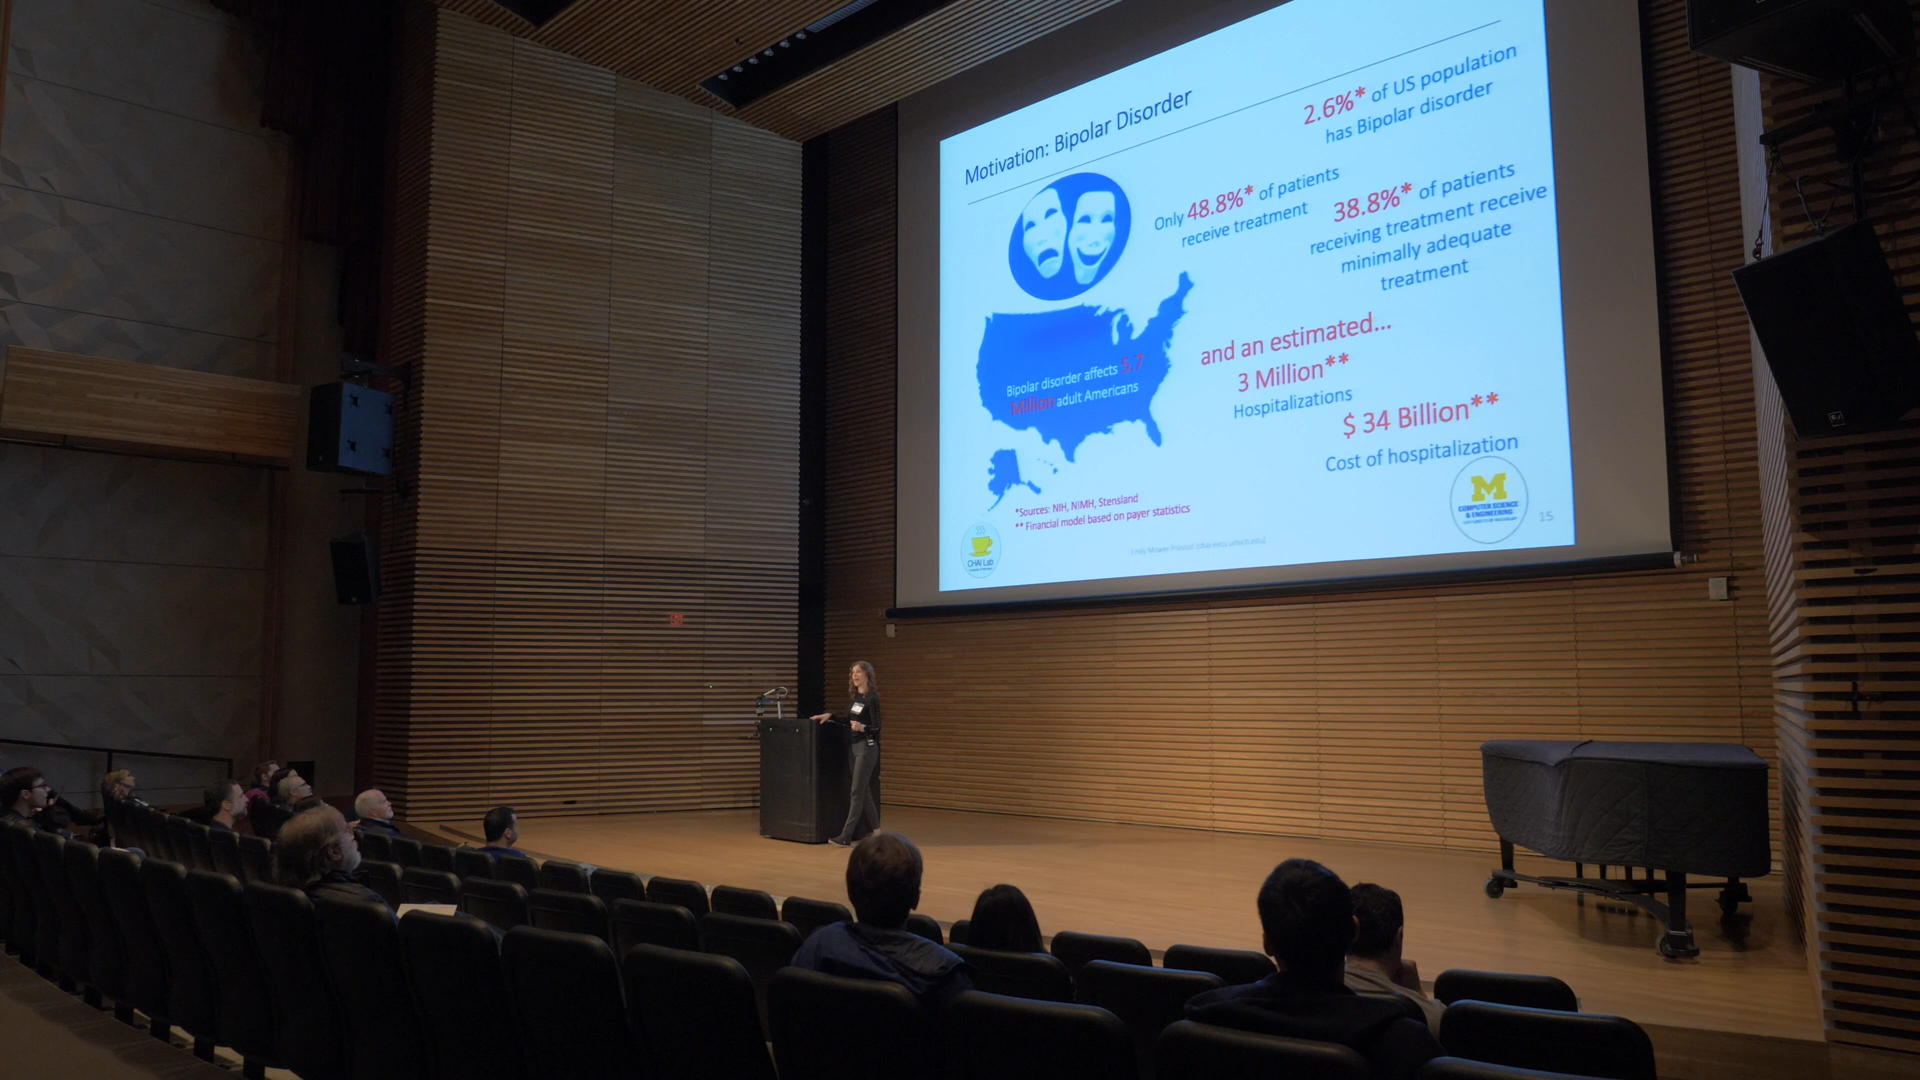 Motivation: Bipolar Disorder
2.6%* of US population
has Bipolar disorder
Only 48.8%* of patients
receive treatment
38.8%* of patients
receiving treatment receive
minimally adequate
treatment
Bipolar disorder affects 5.7
Million adult Americans
and an estimated...
3 Million**
Hospitalizations
$ 34 Billion**
Cost of hospitalization
*Sources: NIH, NIMH, Stensland
** Financial model based on payer statistics
CHAI Lab
M
COMPUTER SCIENCE
& ENGINEERING
15